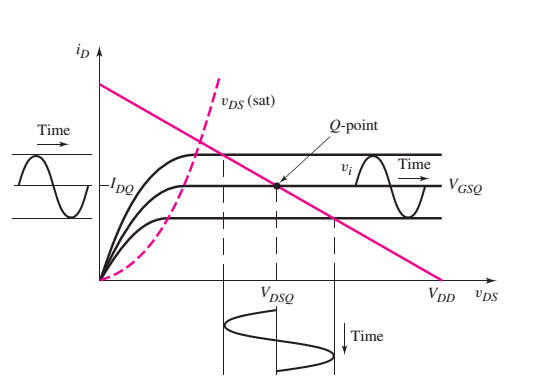 i_D
v_DS (sat)
Q-point
Time
v_i
Time
I_DQ
V_GSQ
V_DSQ
V_DD
v_DS
Time